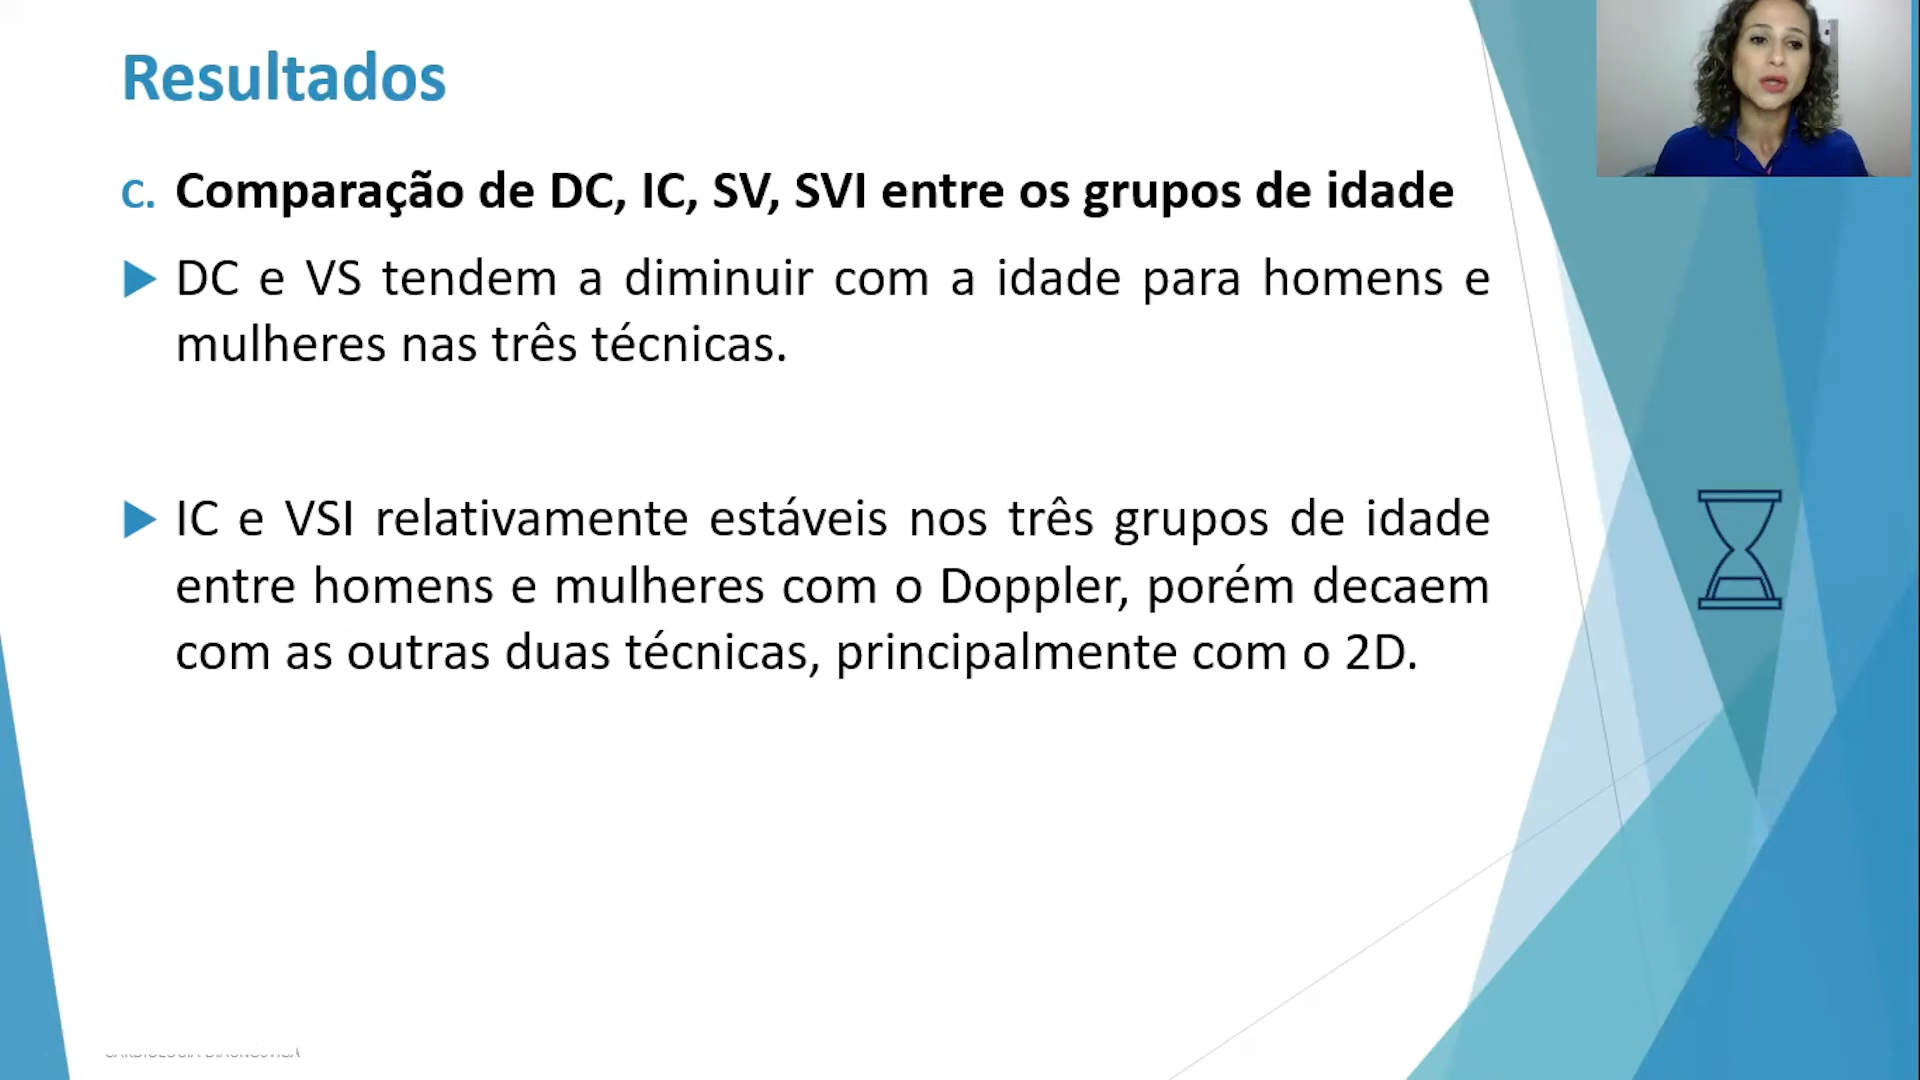 Resultados
c. Comparação de DC, IC, SV, SVI entre os grupos de idade
DC e VS tendem a diminuir com a idade para homens e
mulheres nas três técnicas.
IC e VSI relativamente estáveis nos três grupos de idade
entre homens e mulheres com o Doppler, porém decaem
com as outras duas técnicas, principalmente com o 2D.